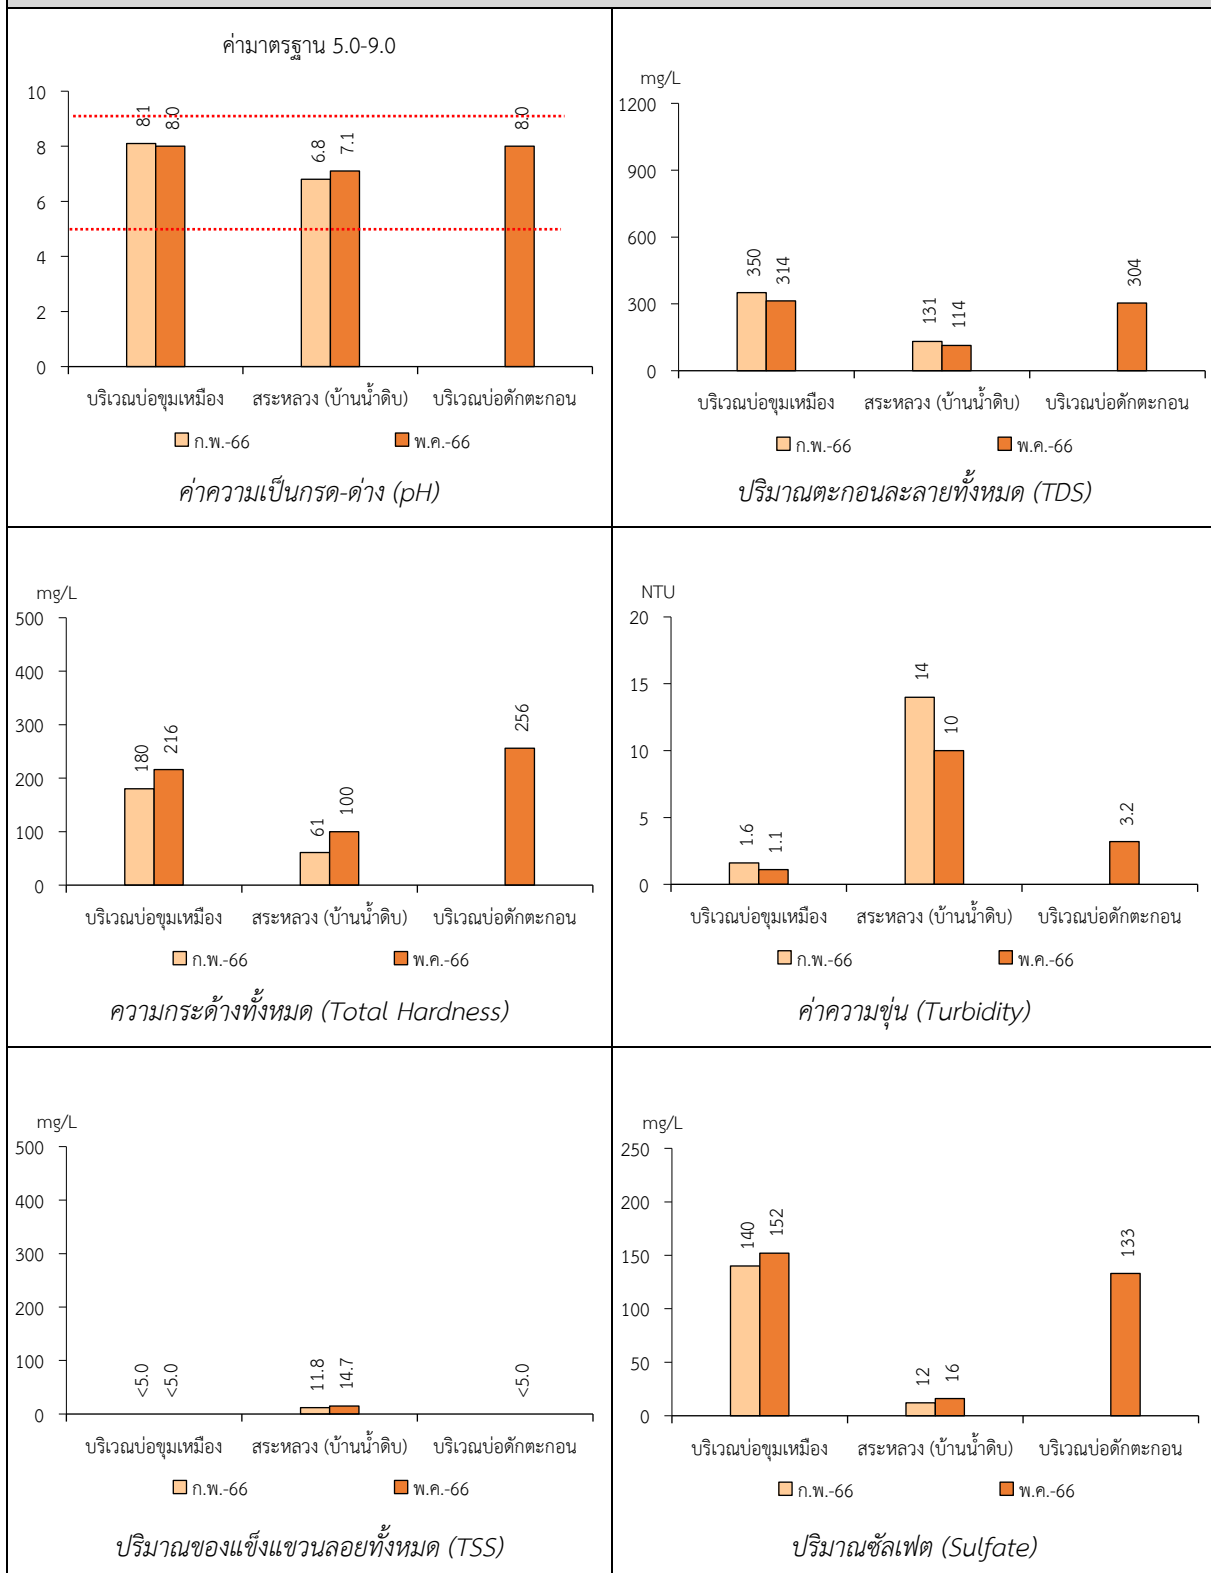 ค่ามาตรฐาน 5.0-9.0
10
8
6
4
2
0
8.1
8.0
6.8
7.1
8.0
บริเวณบ่อขุมเหมือง สระหลวง (บ้านน้ำดิบ) บริเวณบ่อดักตะกอน
ก.พ.-66 พ.ค.-66
ค่าความเป็นกรด-ด่าง (pH)
mg/L
1200
900
600
300
0
350
314
131
114
304
บริเวณบ่อขุมเหมือง สระหลวง (บ้านน้ำดิบ) บริเวณบ่อดักตะกอน
ก.พ.-66 พ.ค.-66
ปริมาณตะกอนละลายทั้งหมด (TDS)
mg/L
500
400
300
200
100
0
180
216
61
100
256
บริเวณบ่อขุมเหมือง สระหลวง (บ้านน้ำดิบ) บริเวณบ่อดักตะกอน
ก.พ.-66 พ.ค.-66
ความกระด้างทั้งหมด (Total Hardness)
NTU
20
15
10
5
0
1.6
1.1
14
10
3.2
บริเวณบ่อขุมเหมือง สระหลวง (บ้านน้ำดิบ) บริเวณบ่อดักตะกอน
ก.พ.-66 พ.ค.-66
ค่าความขุ่น (Turbidity)
mg/L
500
400
300
200
100
0
<5.0
<5.0
11.8
14.7
<5.0
บริเวณบ่อขุมเหมือง สระหลวง (บ้านน้ำดิบ) บริเวณบ่อดักตะกอน
ก.พ.-66 พ.ค.-66
ปริมาณของแข็งแขวนลอยทั้งหมด (TSS)
mg/L
250
200
150
100
50
0
140
152
12
16
133
บริเวณบ่อขุมเหมือง สระหลวง (บ้านน้ำดิบ) บริเวณบ่อดักตะกอน
ก.พ.-66 พ.ค.-66
ปริมาณซัลเฟต (Sulfate)